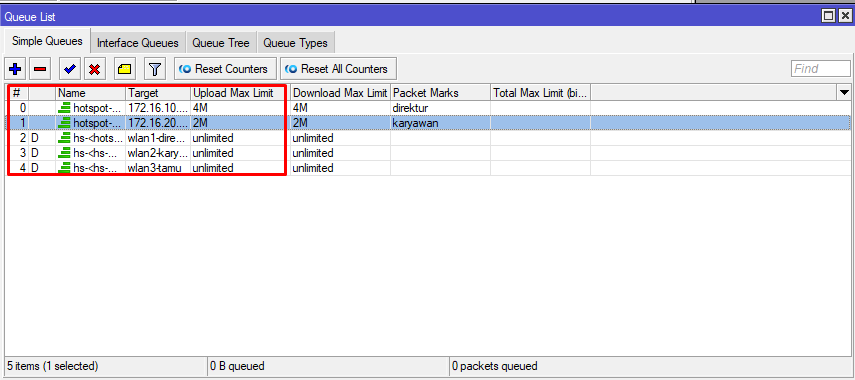 Queue List
Simple Queues Interface Queues Queue Tree Queue Types
Reset Counters Reset All Counters Find
# Name Target Upload Max Limit Download Max Limit Packet Marks Total Max Limit (bi...
0 hotspot-... 172.16.10.... 4M 4M direktur
1 hotspot-... 172.16.20.... 2M 2M karyawan
2 D hs-<hots... wlan1-dire... unlimited unlimited
3 D hs-<hs-... wlan2-kary... unlimited unlimited
4 D hs-<hs-... wlan3-tamu unlimited unlimited
5 items (1 selected) 0 B queued 0 packets queued